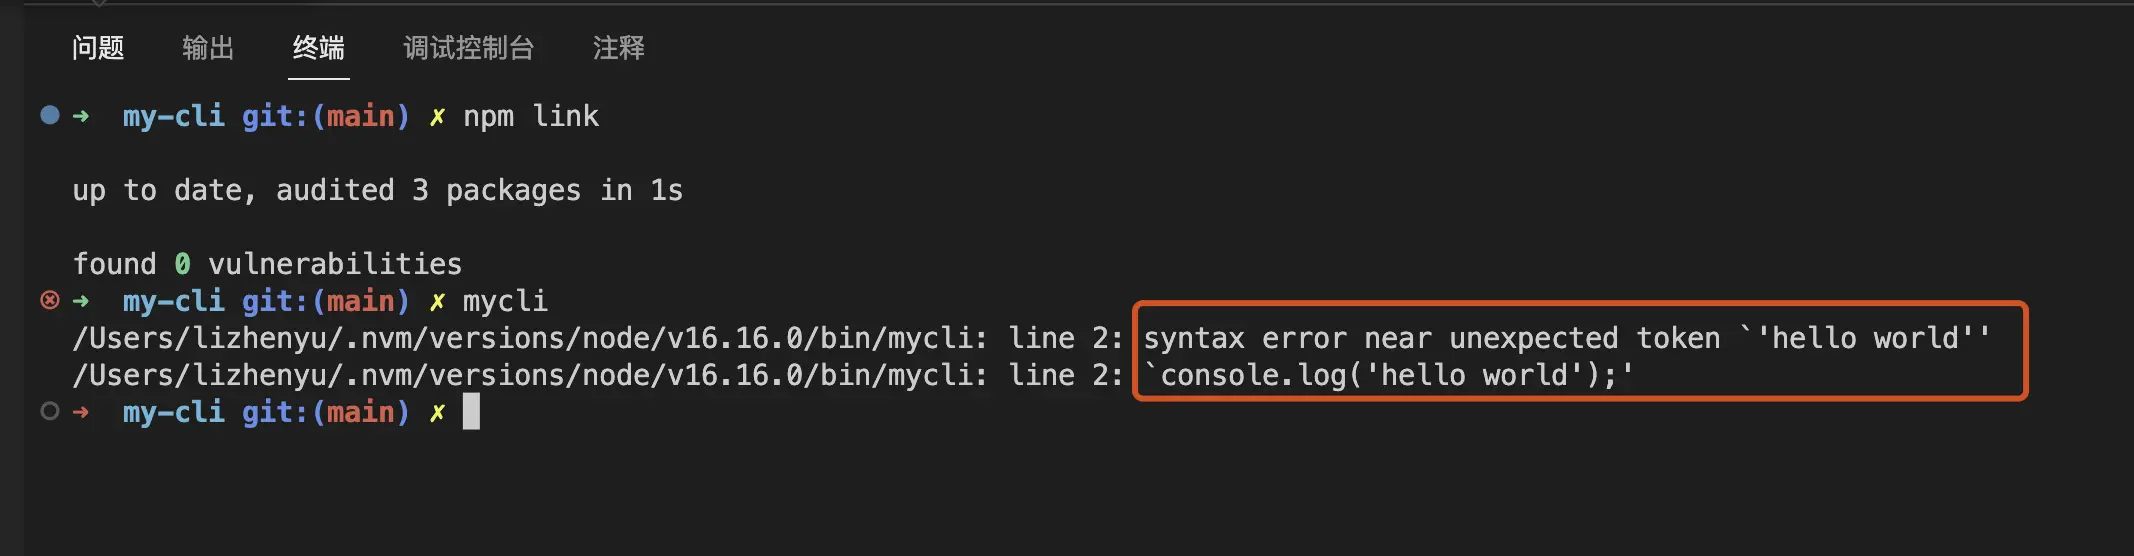 问题 输出 终端 调试控制台 注释
➜ my-cli git:(main) ✗ npm link
up to date, audited 3 packages in 1s
found 0 vulnerabilities
➜ my-cli git:(main) ✗ mycli
/Users/lizhenyu/.nvm/versions/node/v16.16.0/bin/mycli: line 2: syntax error near unexpected token `'hello world''
/Users/lizhenyu/.nvm/versions/node/v16.16.0/bin/mycli: line 2: `console.log('hello world');'
➜ my-cli git:(main) ✗